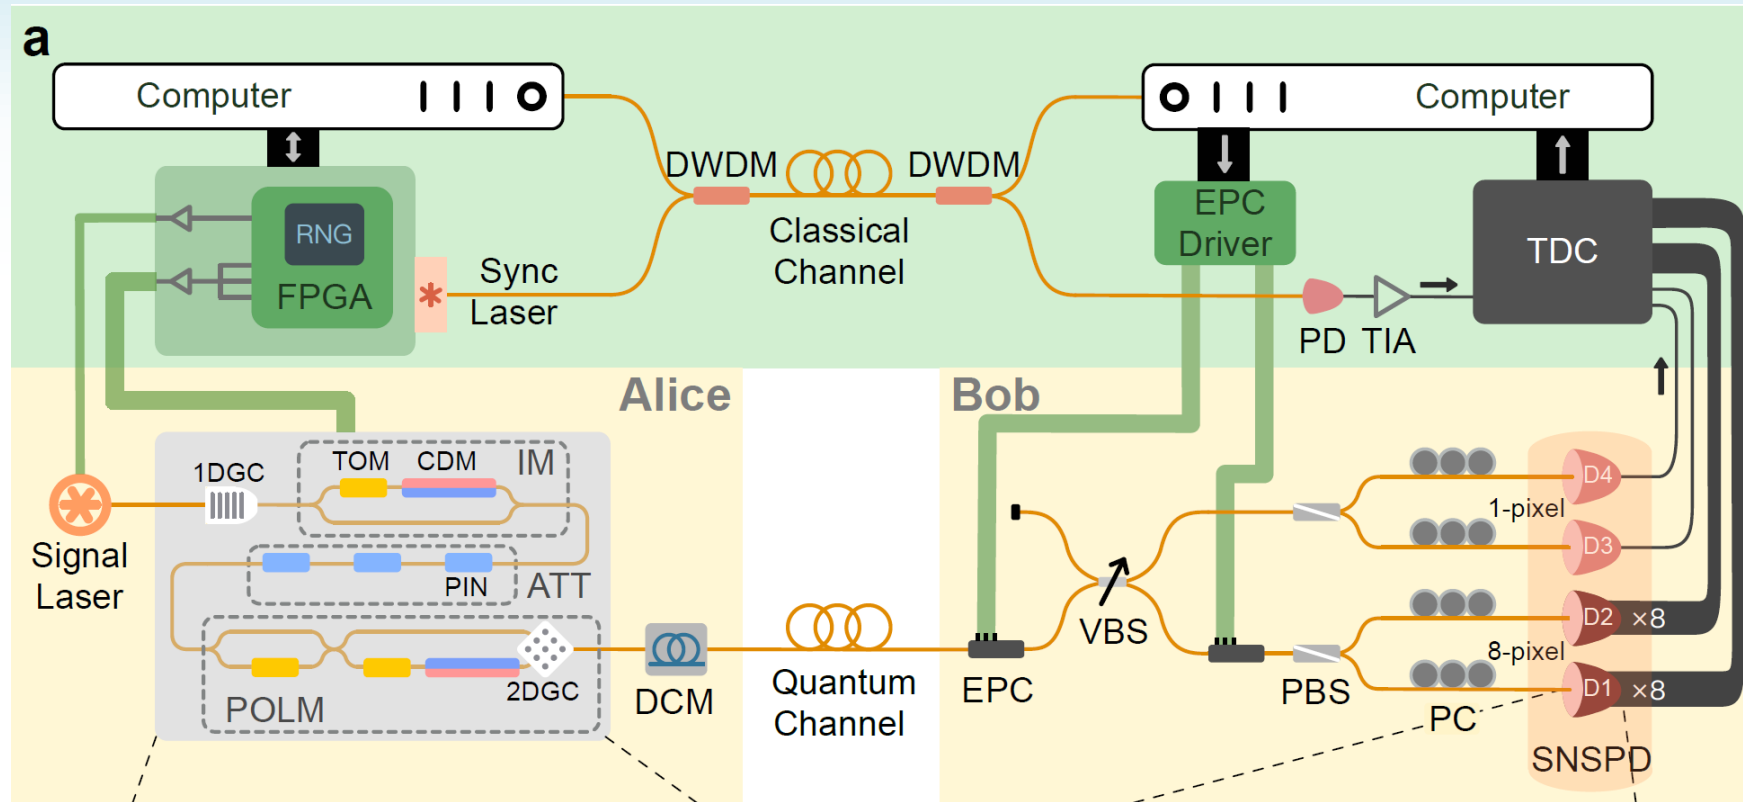 a
Computer
Computer
DWDM
DWDM
RNG
FPGA
Sync
Laser
Classical
Channel
EPC
Driver
TDC
PD
TIA
Alice
Bob
1DGC
TOM
CDM
IM
Signal
Laser
PIN
ATT
POLM
2DGC
DCM
Quantum
Channel
EPC
VBS
PBS
PC
1-pixel
8-pixel
D4
D3
D2
×8
D1
×8
SNSPD